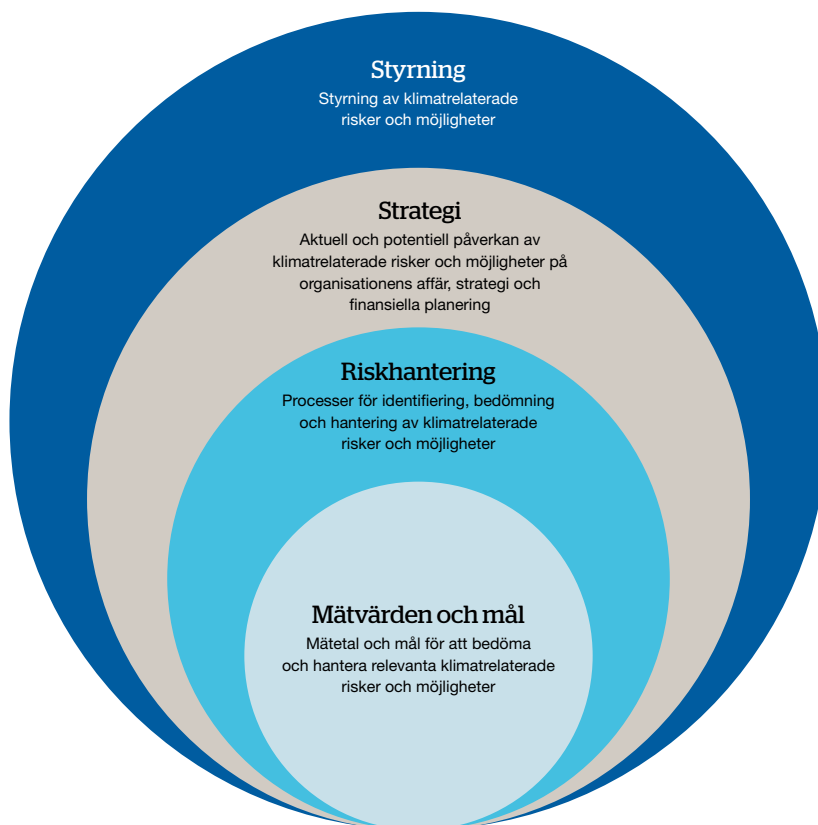 Styrning
Styrning av klimatrelaterade
risker och möjligheter
Strategi
Aktuell och potentiell påverkan av
klimatrelaterade risker och möjligheter på
organisationens affär, strategi och
finansiella planering
Riskhantering
Processer för identifiering, bedömning
och hantering av klimatrelaterade
risker och möjligheter
Mätvärden och mål
Mätetal och mål för att bedöma
och hantera relevanta klimatrelaterade
risker och möjligheter